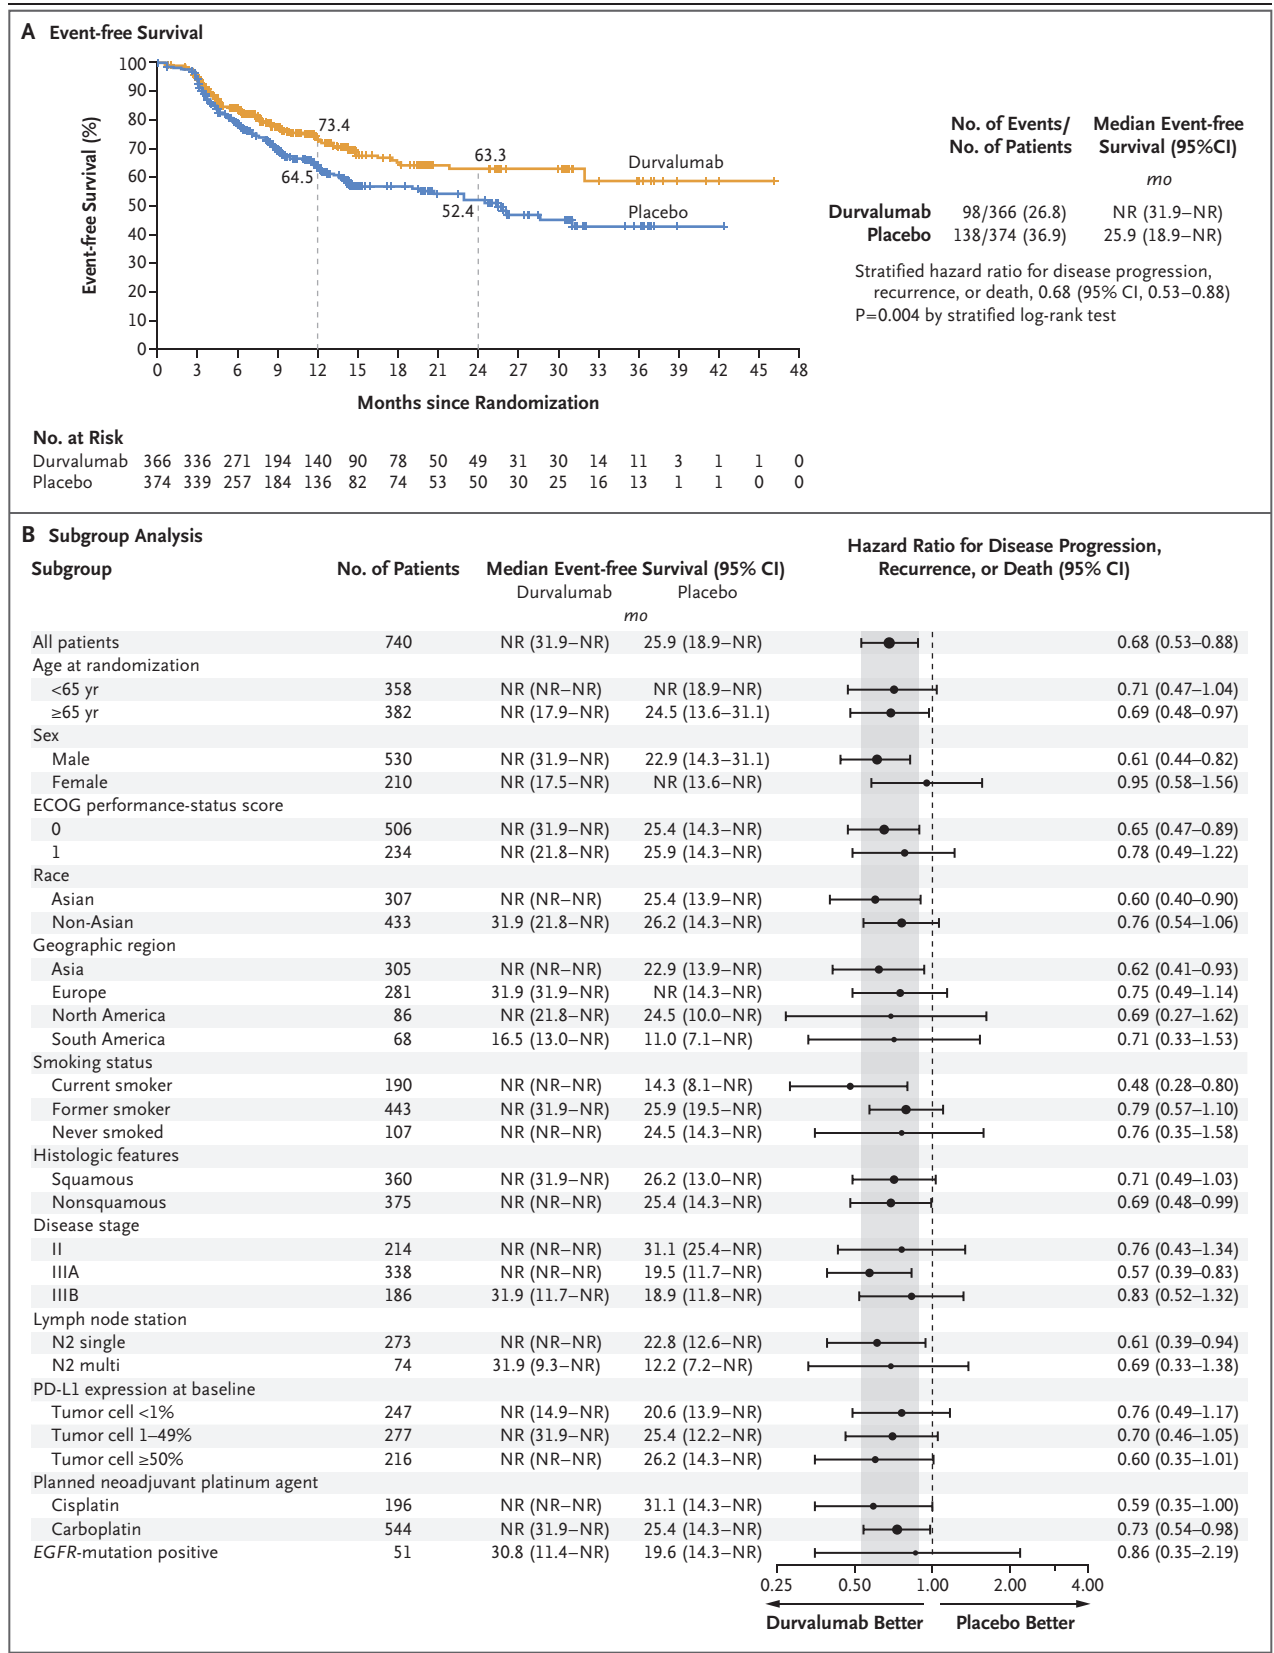 A Event-free Survival
Event-free Survival (%)
100
90
80
70
60
50
40
30
20
10
0
73.4
64.5
63.3
52.4
Durvalumab
Placebo
0 3 6 9 12 15 18 21 24 27 30 33 36 39 42 45 48
Months since Randomization
No. of Events/ Median Event-free
No. of Patients Survival (95%CI)
mo
Durvalumab 98/366 (26.8) NR (31.9–NR)
Placebo 138/374 (36.9) 25.9 (18.9–NR)
Stratified hazard ratio for disease progression,
recurrence, or death, 0.68 (95% CI, 0.53–0.88)
P=0.004 by stratified log-rank test
No. at Risk
Durvalumab 366 336 271 194 140 90 78 50 49 31 30 14 11 3 1 1 0
Placebo 374 339 257 184 136 82 74 53 50 30 25 16 13 1 1 0 0
B Subgroup Analysis
Subgroup No. of Patients Median Event-free Survival (95% CI) Hazard Ratio for Disease Progression,
Recurrence, or Death (95% CI)
Durvalumab Placebo
mo
All patients 740 NR (31.9–NR) 25.9 (18.9–NR) 0.68 (0.53–0.88)
Age at randomization
<65 yr 358 NR (NR–NR) NR (18.9–NR) 0.71 (0.47–1.04)
≥65 yr 382 NR (17.9–NR) 24.5 (13.6–31.1) 0.69 (0.48–0.97)
Sex
Male 530 NR (31.9–NR) 22.9 (14.3–31.1) 0.61 (0.44–0.82)
Female 210 NR (17.5–NR) NR (13.6–NR) 0.95 (0.58–1.56)
ECOG performance-status score
0 506 NR (31.9–NR) 25.4 (14.3–NR) 0.65 (0.47–0.89)
1 234 NR (21.8–NR) 25.9 (14.3–NR) 0.78 (0.49–1.22)
Race
Asian 307 NR (NR–NR) 25.4 (13.9–NR) 0.60 (0.40–0.90)
Non-Asian 433 31.9 (21.8–NR) 26.2 (14.3–NR) 0.76 (0.54–1.06)
Geographic region
Asia 305 NR (NR–NR) 22.9 (13.9–NR) 0.62 (0.41–0.93)
Europe 281 31.9 (31.9–NR) NR (14.3–NR) 0.75 (0.49–1.14)
North America 86 NR (21.8–NR) 24.5 (10.0–NR) 0.69 (0.27–1.62)
South America 68 16.5 (13.0–NR) 11.0 (7.1–NR) 0.71 (0.33–1.53)
Smoking status
Current smoker 190 NR (NR–NR) 14.3 (8.1–NR) 0.48 (0.28–0.80)
Former smoker 443 NR (31.9–NR) 25.9 (19.5–NR) 0.79 (0.57–1.10)
Never smoked 107 NR (NR–NR) 24.5 (14.3–NR) 0.76 (0.35–1.58)
Histologic features
Squamous 360 NR (31.9–NR) 26.2 (13.0–NR) 0.71 (0.49–1.03)
Nonsquamous 375 NR (NR–NR) 25.4 (14.3–NR) 0.69 (0.48–0.99)
Disease stage
II 214 NR (NR–NR) 31.1 (25.4–NR) 0.76 (0.43–1.34)
IIIA 338 NR (NR–NR) 19.5 (11.7–NR) 0.57 (0.39–0.83)
IIIB 186 31.9 (11.7–NR) 18.9 (11.8–NR) 0.83 (0.52–1.32)
Lymph node station
N2 single 273 NR (NR–NR) 22.8 (12.6–NR) 0.61 (0.39–0.94)
N2 multi 74 31.9 (9.3–NR) 12.2 (7.2–NR) 0.69 (0.33–1.38)
PD-L1 expression at baseline
Tumor cell <1% 247 NR (14.9–NR) 20.6 (13.9–NR) 0.76 (0.49–1.17)
Tumor cell 1–49% 277 NR (31.9–NR) 25.4 (12.2–NR) 0.70 (0.46–1.05)
Tumor cell ≥50% 216 NR (NR–NR) 26.2 (14.3–NR) 0.60 (0.35–1.01)
Planned neoadjuvant platinum agent
Cisplatin 196 NR (NR–NR) 31.1 (14.3–NR) 0.59 (0.35–1.00)
Carboplatin 544 NR (31.9–NR) 25.4 (14.3–NR) 0.73 (0.54–0.98)
EGFR-mutation positive 51 30.8 (11.4–NR) 19.6 (14.3–NR) 0.86 (0.35–2.19)
0.25 0.50 1.00 2.00 4.00
Durvalumab Better Placebo Better